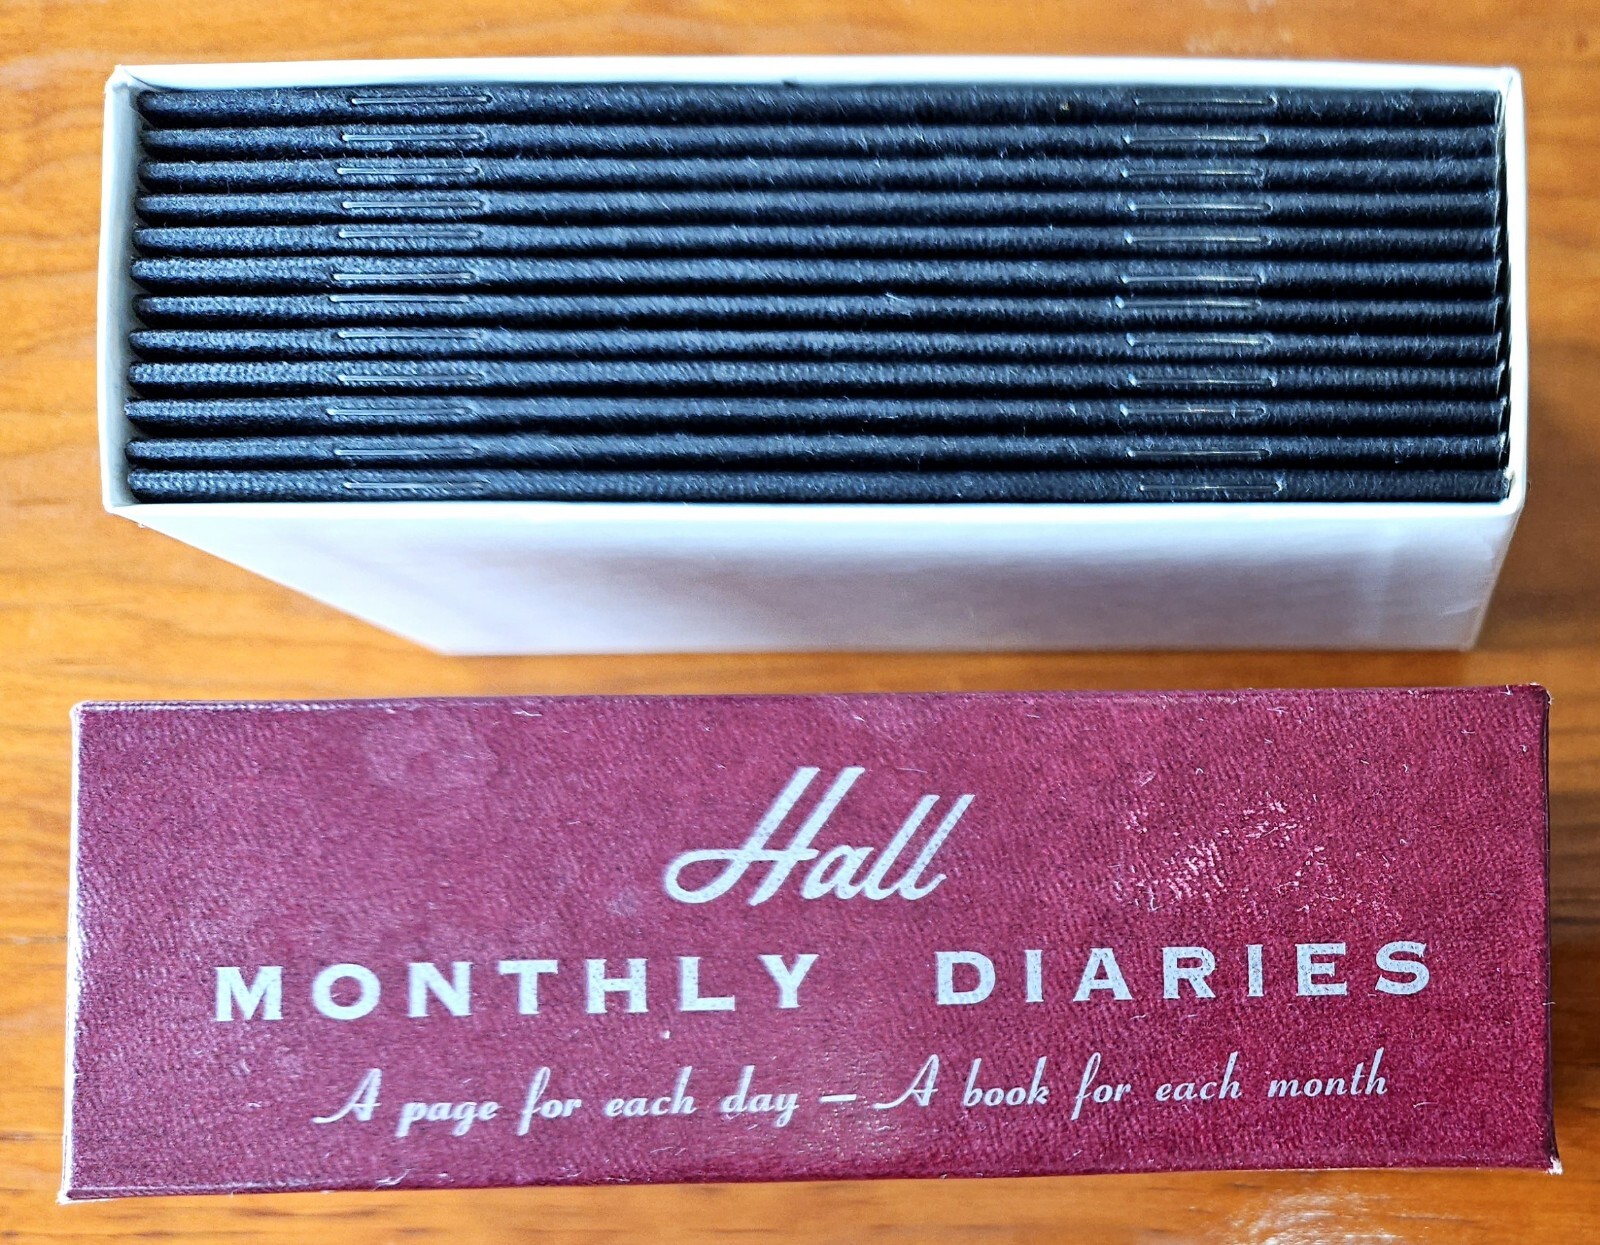 Hall
MONTHLY DIARIES
A page for each day — A book for each month